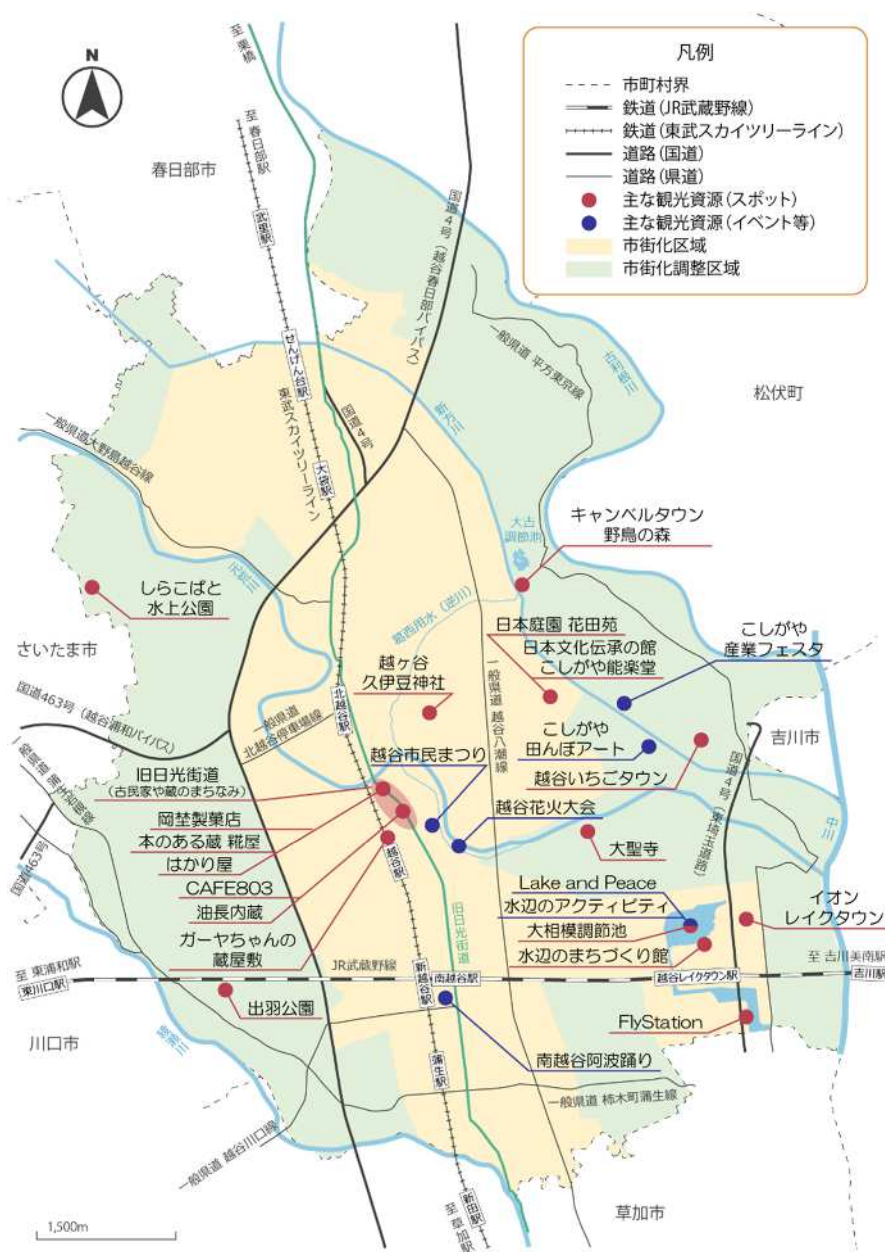 凡例
市町村界
鉄道(JR武蔵野線)
鉄道(東武スカイツリーライン)
道路(国道)
道路(県道)
主な観光資源(スポット)
主な観光資源(イベント等)
市街化区域
市街化調整区域
N
至 栗橋
至 春日部駅
春日部市
武里駅
国道4号(越谷春日部バイパス)
せんげん台駅
東武スカイツリーライン
国道4号
一般県道 平方東京線
古利根川
新方川
松伏町
一般県道大野島越谷線
大袋駅
元荒川
大吉
調節池
キャンベルタウン
野鳥の森
しらこばと
水上公園
葛西用水(逆川)
日本庭園 花田苑
日本文化伝承の館
こしがや能楽堂
こしがや
産業フェスタ
さいたま市
越ヶ谷
久伊豆神社
国道463号(越谷浦和バイパス)
一般県道
北越谷停車場線
北越谷駅
一般県道 越谷八潮線
こしがや
田んぼアート
吉川市
越谷市民まつり
越谷いちごタウン
旧日光街道
(古民家や蔵のまちなみ)
国道4号(東埼玉道路)
中川
岡埜製菓店
本のある蔵 糀屋
はかり屋
越谷花火大会
大聖寺
国道463号
越谷駅
CAFE803
油長内蔵
ガーヤちゃんの
蔵屋敷
旧日光街道
Lake and Peace
水辺のアクティビティ
大相模調節池
水辺のまちづくり館
イオン
レイクタウン
至 東浦和駅
東川口駅
JR武蔵野線
新越谷駅
南越谷駅
越谷レイクタウン駅
至 吉川美南駅
吉川駅
出羽公園
FlyStation
川口市
綾瀬川
蒲生駅
南越谷阿波踊り
一般県道 柿木町蒲生線
一般県道 越谷川口線
新田駅
至 草加駅
草加市
1,500m